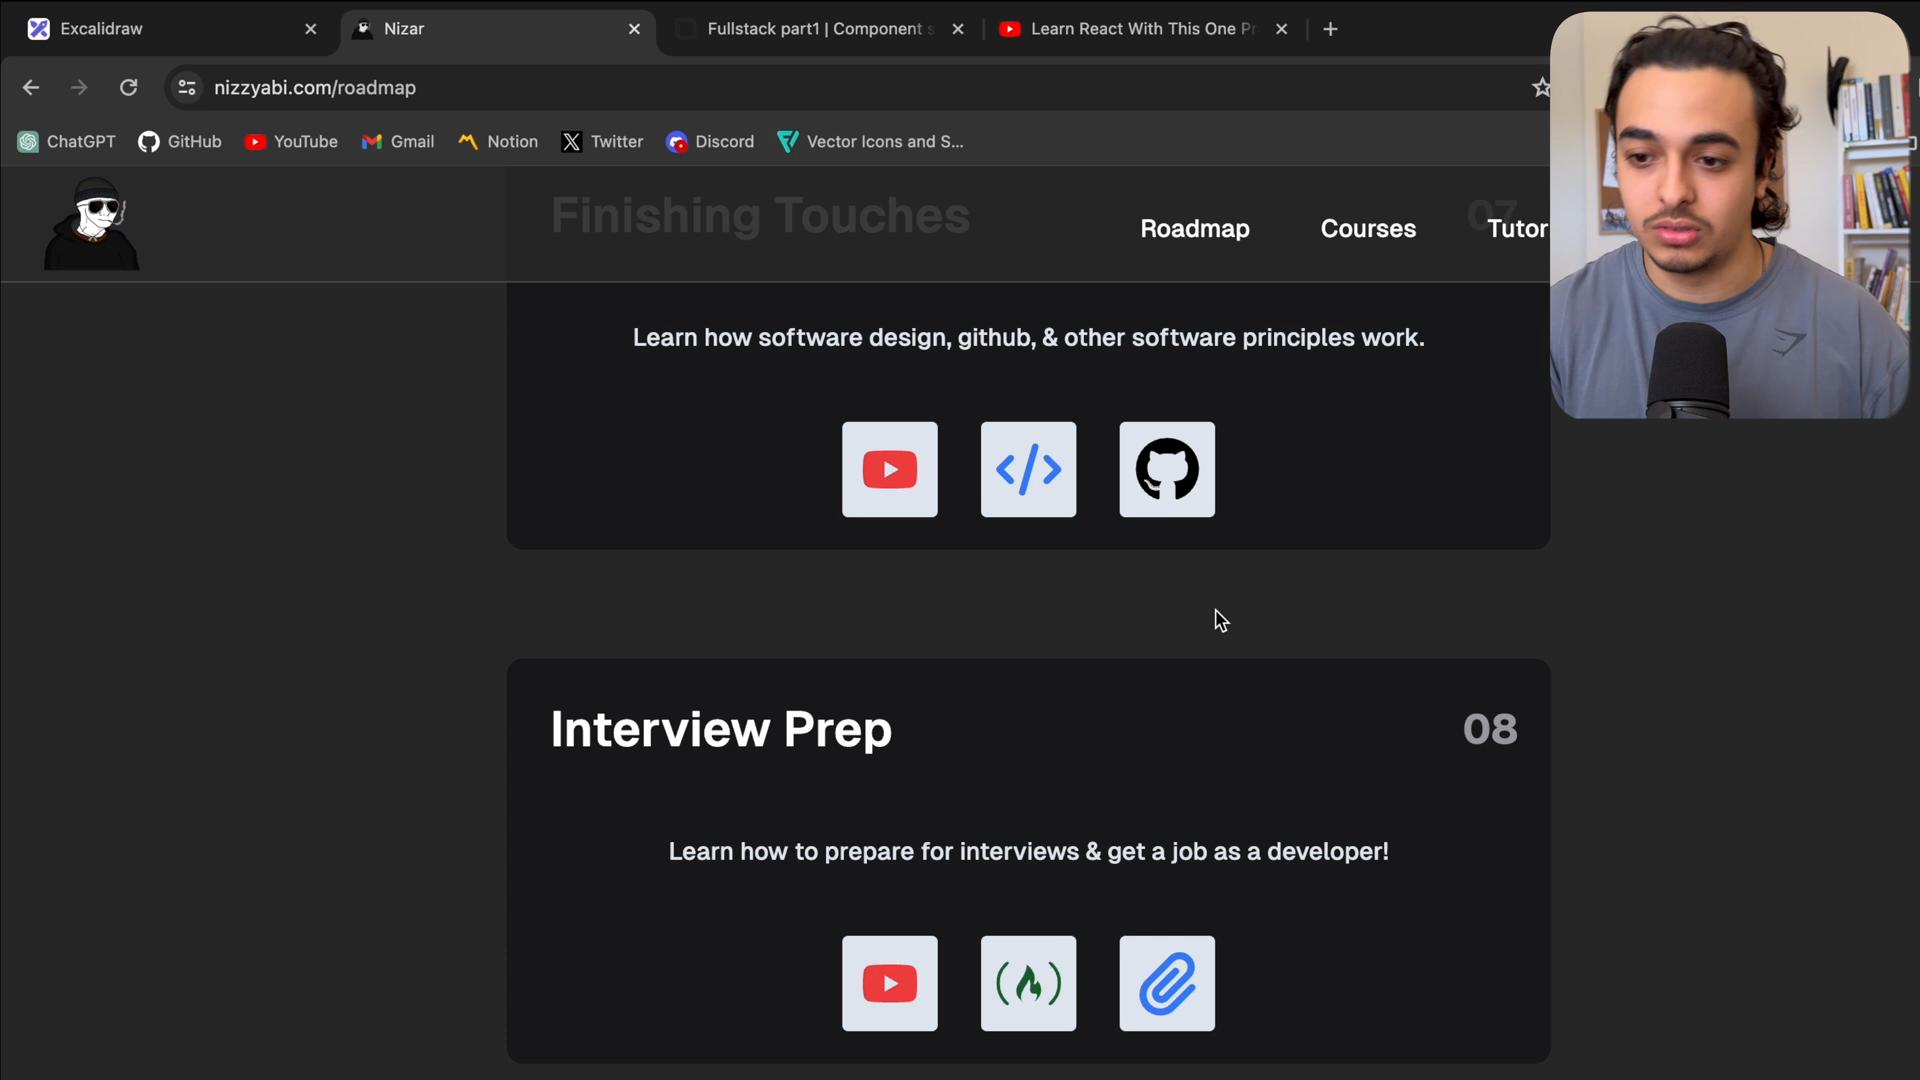 Excalidraw
Nizar
Fullstack part1 | Component s
Learn React With This One Pr
nizzyabi.com/roadmap
ChatGPT
GitHub
YouTube
Gmail
Notion
Twitter
Discord
Vector Icons and S...
Finishing Touches
07
Roadmap
Courses
Tutor
Learn how software design, github, & other software principles work.
Interview Prep
08
Learn how to prepare for interviews & get a job as a developer!